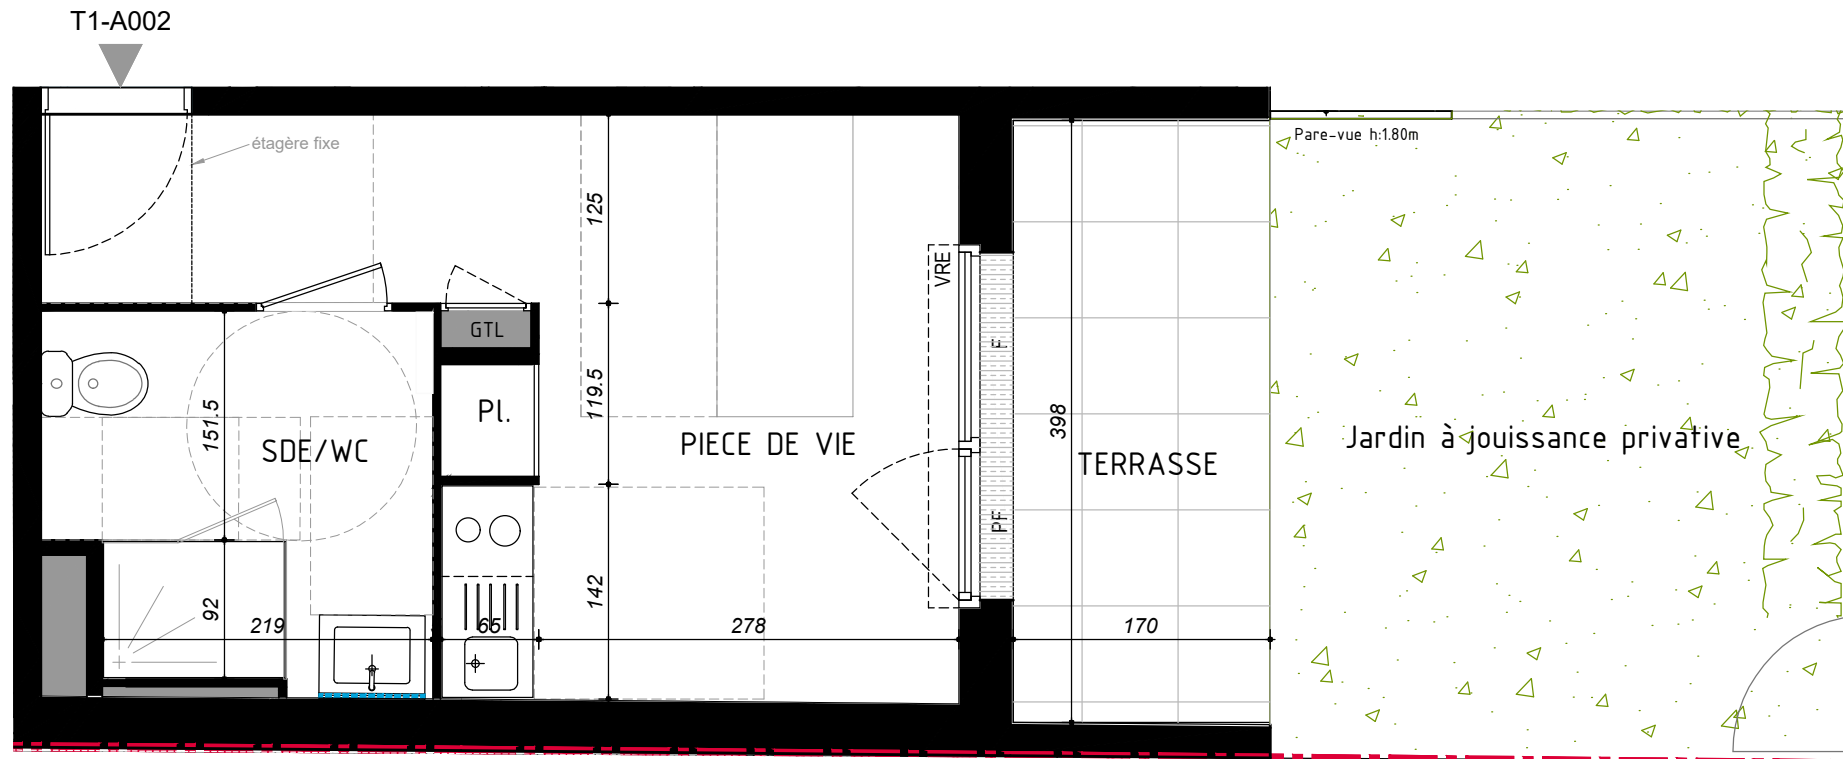 T1-A002
étagère fixe
Pare-vue h:1.80m
125
VRE
GTL
F
119.5
Pl.
151.5
SDE/WC
PIECE DE VIE
398
TERRASSE
Jardin à jouissance privative
PF
142
92
219
65
278
170